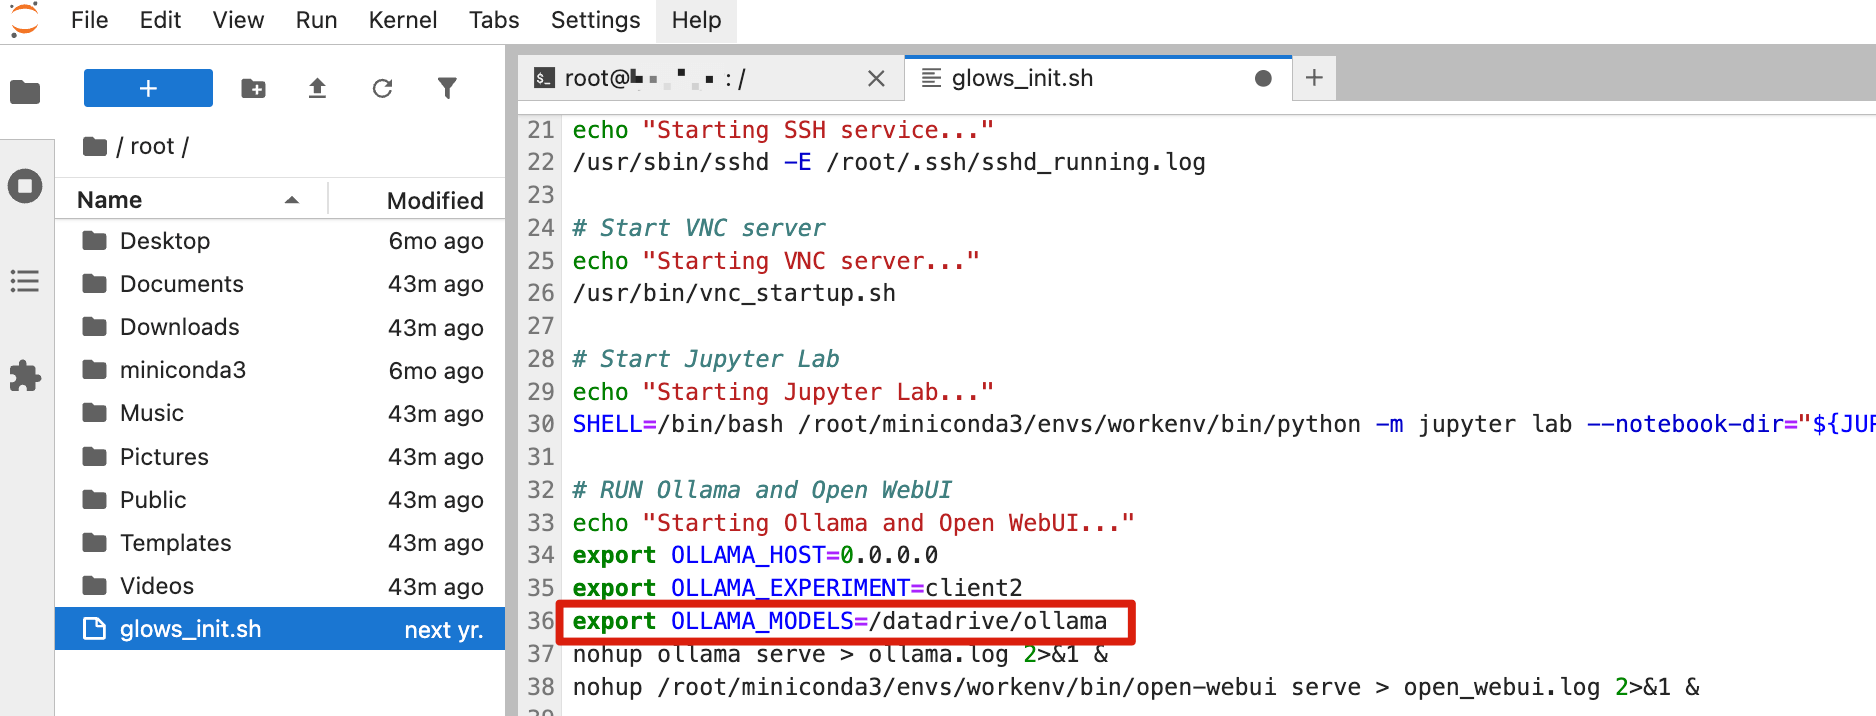 File Edit View Run Kernel Tabs Settings Help
root@ : /
glows_init.sh
/ root /
Name Modified
Desktop 6mo ago
Documents 43m ago
Downloads 43m ago
miniconda3 6mo ago
Music 43m ago
Pictures 43m ago
Public 43m ago
Templates 43m ago
Videos 43m ago
glows_init.sh next yr.
21 echo "Starting SSH service..."
22 /usr/sbin/sshd -E /root/.ssh/sshd_running.log
23
24 # Start VNC server
25 echo "Starting VNC server..."
26 /usr/bin/vnc_startup.sh
27
28 # Start Jupyter Lab
29 echo "Starting Jupyter Lab..."
30 SHELL=/bin/bash /root/miniconda3/envs/workenv/bin/python -m jupyter lab --notebook-dir="${JUP
31
32 # RUN Ollama and Open WebUI
33 echo "Starting Ollama and Open WebUI..."
34 export OLLAMA_HOST=0.0.0.0
35 export OLLAMA_EXPERIMENT=client2
36 export OLLAMA_MODELS=/datadrive/ollama
37 nohup ollama serve > ollama.log 2>&1 &
38 nohup /root/miniconda3/envs/workenv/bin/open-webui serve > open_webui.log 2>&1 &